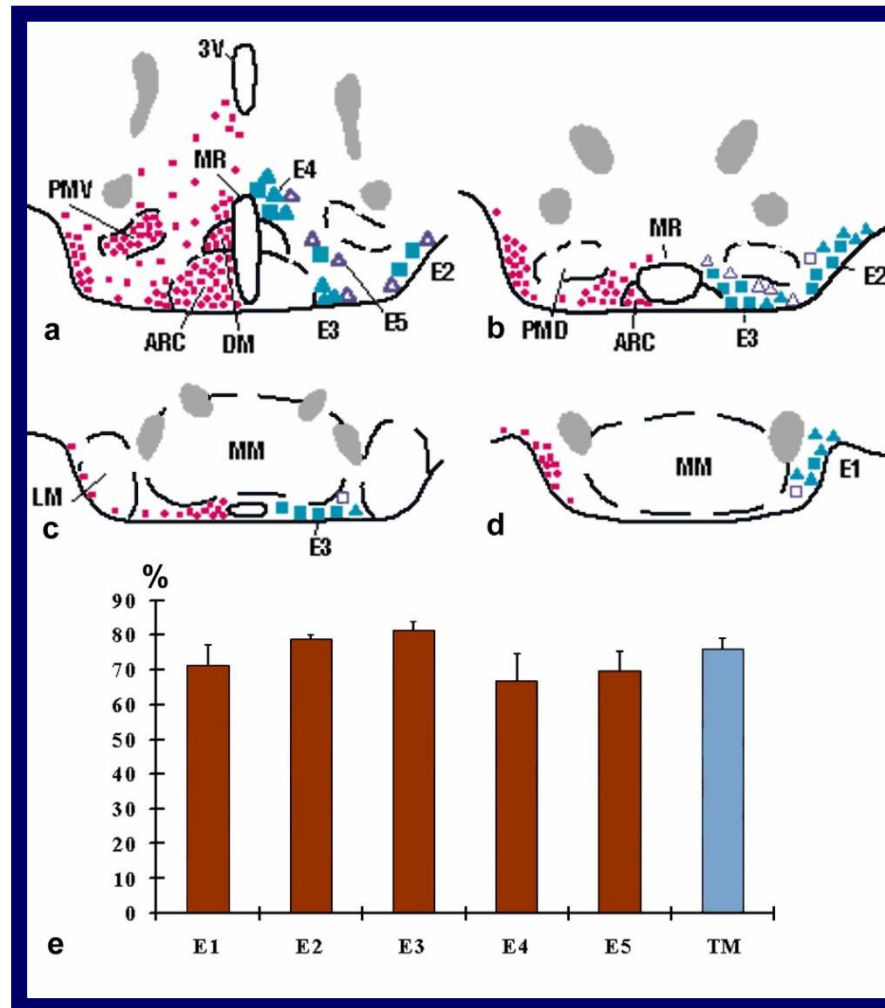 3V
MR
E4
PMV
E2
a
ARC
DM
E3
E5
MR
E2
b
PMD
ARC
E3
MM
LM
c
E3
MM
E1
d
%
90
80
70
60
50
40
30
20
10
0
e
E1 E2 E3 E4 E5 TM